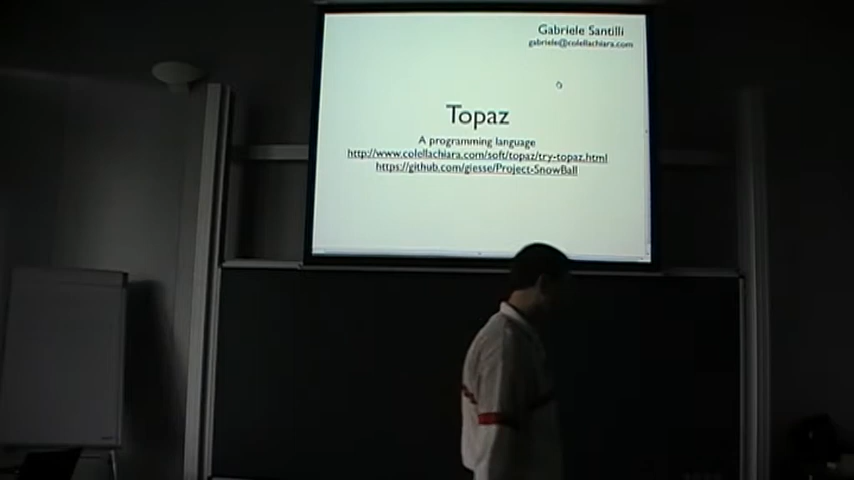 Gabriele Santilli
gabriele@colellachiara.com
Topaz
A programming language
http://www.colellachiara.com/soft/topaz/try-topaz.html
https://github.com/giesse/Project-SnowBall